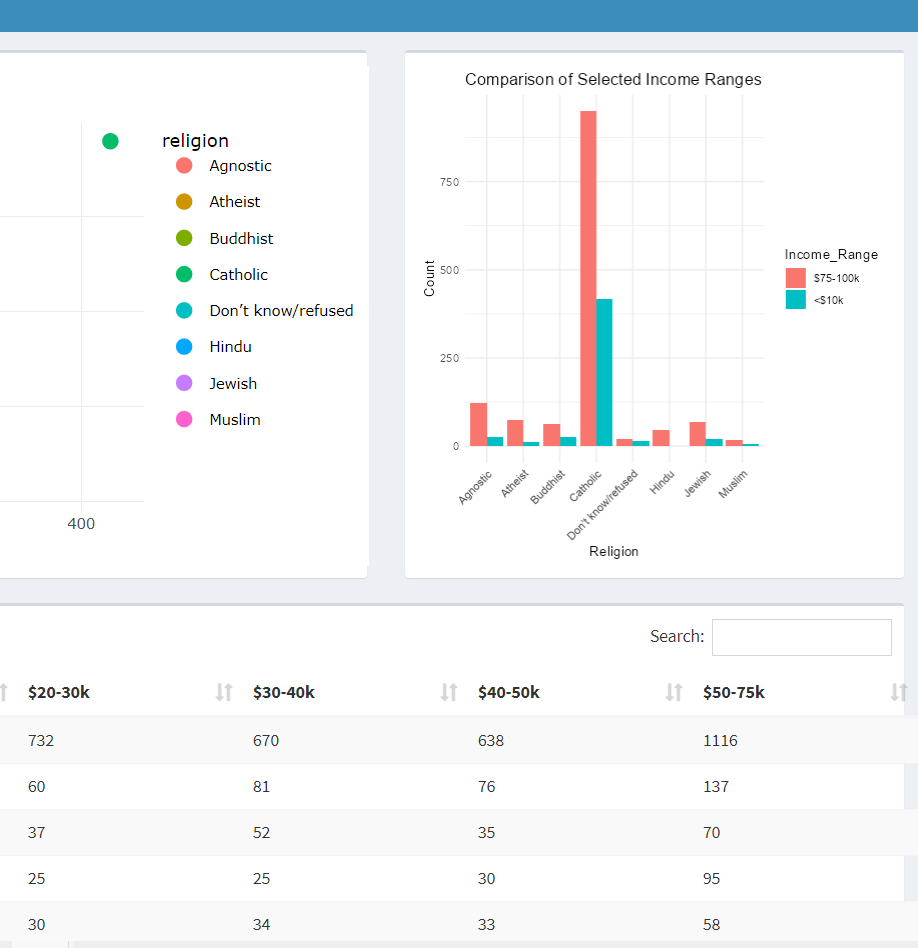 religion
Agnostic
Atheist
Buddhist
Catholic
Don’t know/refused
Hindu
Jewish
Muslim
400
Comparison of Selected Income Ranges
Count
750
500
250
0
Agnostic
Atheist
Buddhist
Catholic
Don’t know/refused
Hindu
Jewish
Muslim
Religion
Income_Range
$75-100k
<$10k
Search:
$20-30k $30-40k $40-50k $50-75k
732 670 638 1116
60 81 76 137
37 52 35 70
25 25 30 95
30 34 33 58